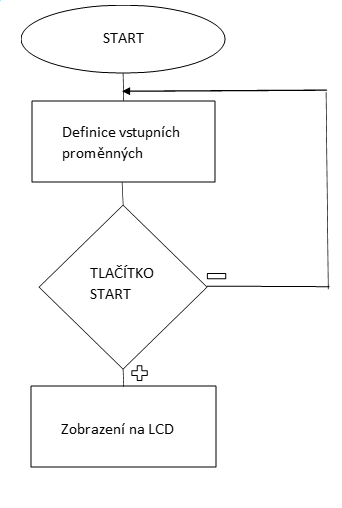 START
Definice vstupních
proměnných
TLAČÍTKO
START
Zobrazení na LCD